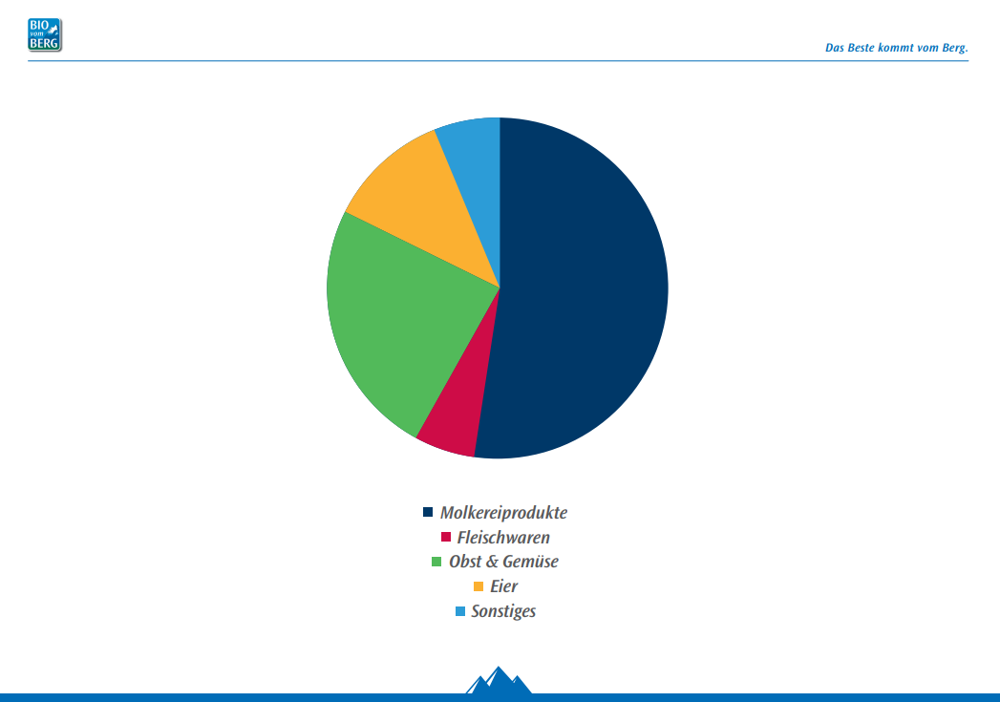 BIO
vom
BERG
Das Beste kommt vom Berg.
Molkereiprodukte
Fleischwaren
Obst & Gemüse
Eier
Sonstiges